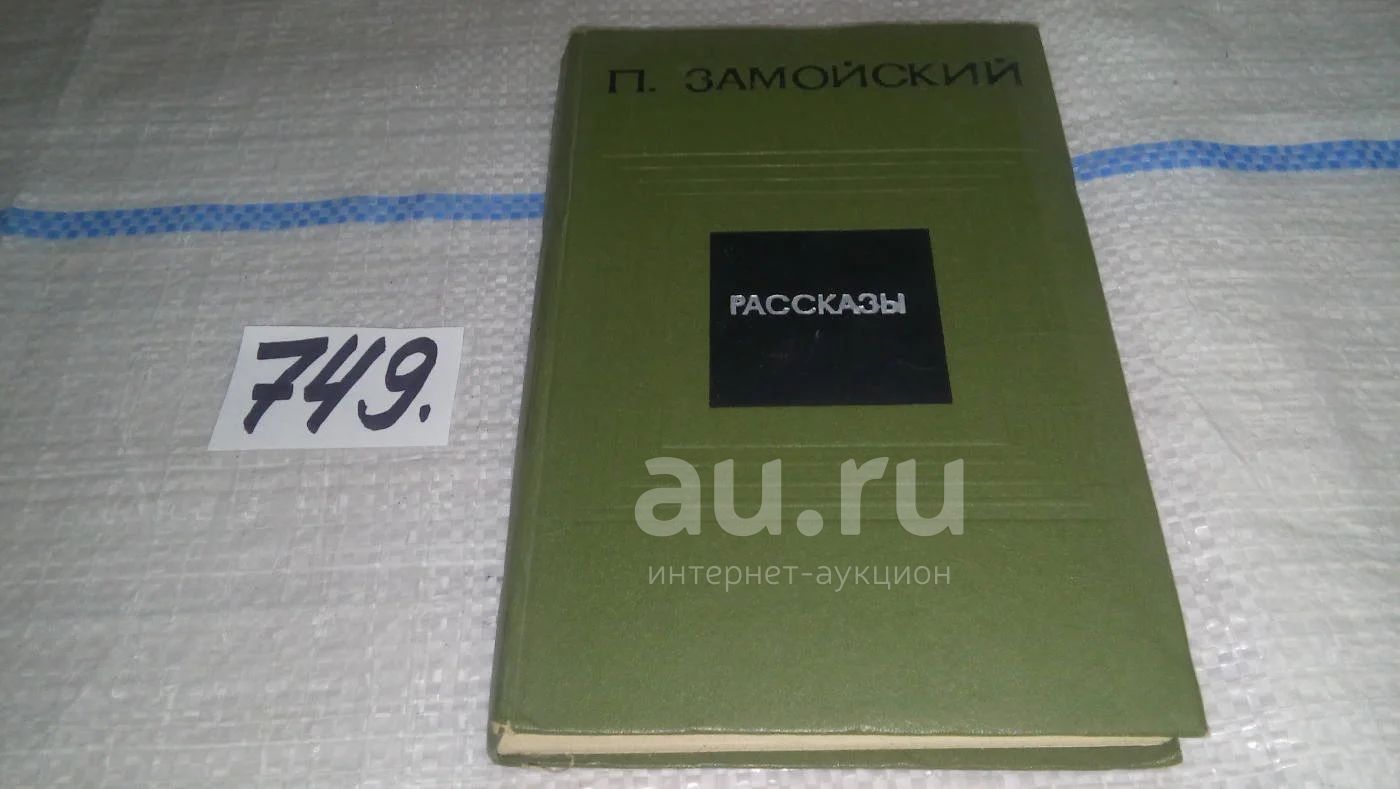 П. ЗАМОЙСКИЙ
РАССКАЗЫ
749.
au.ru
интернет-аукцион